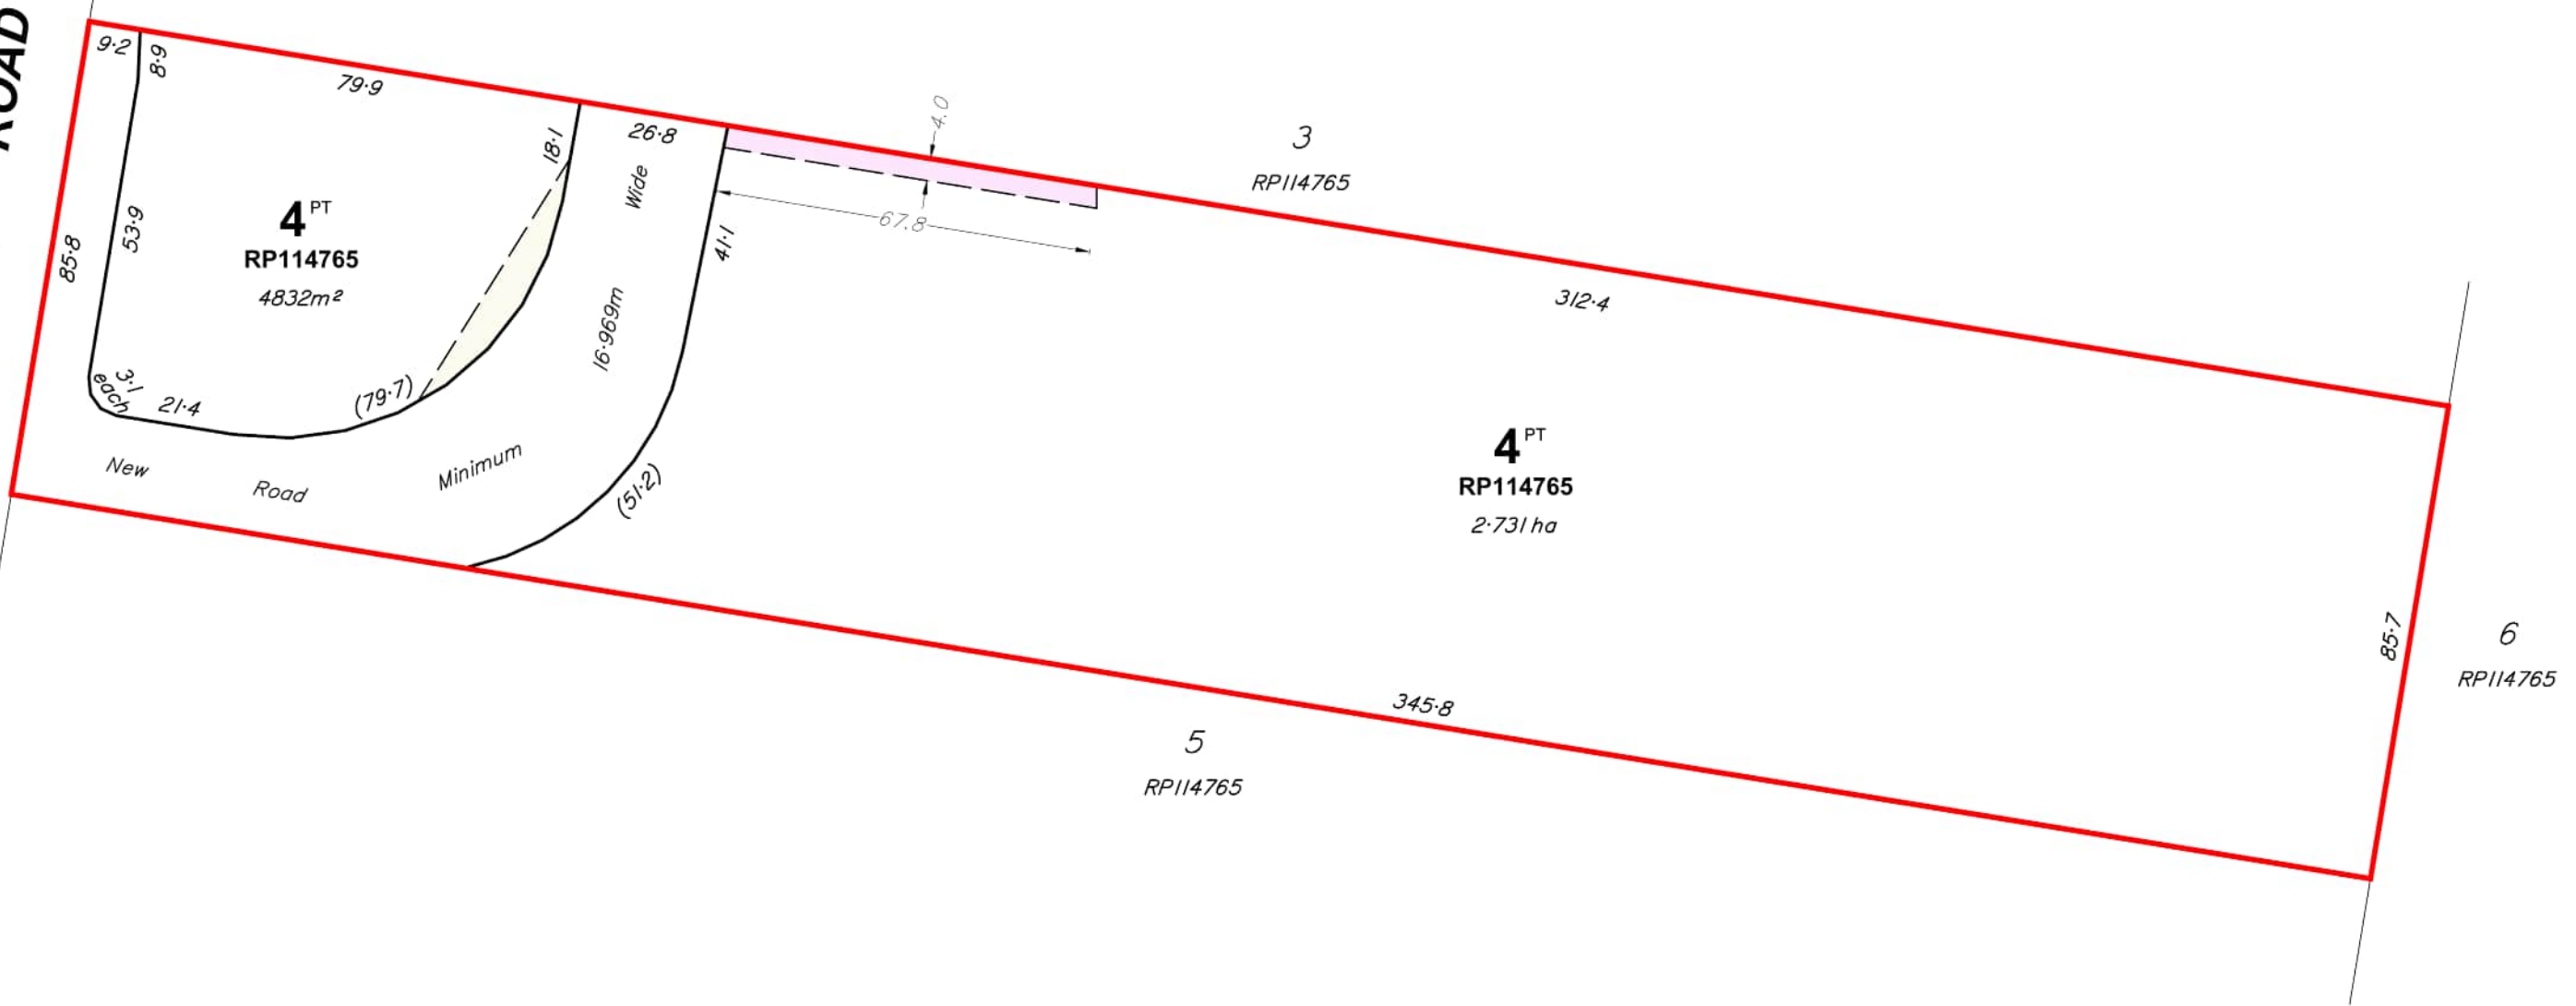 ROAD
9·2
8·9
79·9
18·1
26·8
4.0
3
RP114765
Wide
67.8
41·1
4 PT
RP114765
4832m²
53·9
85·8
16·969m
312·4
3·1
each
21·4
(79·7)
New
Road
Minimum
(51·2)
4 PT
RP114765
2·731 ha
85·7
6
RP114765
345·8
5
RP114765